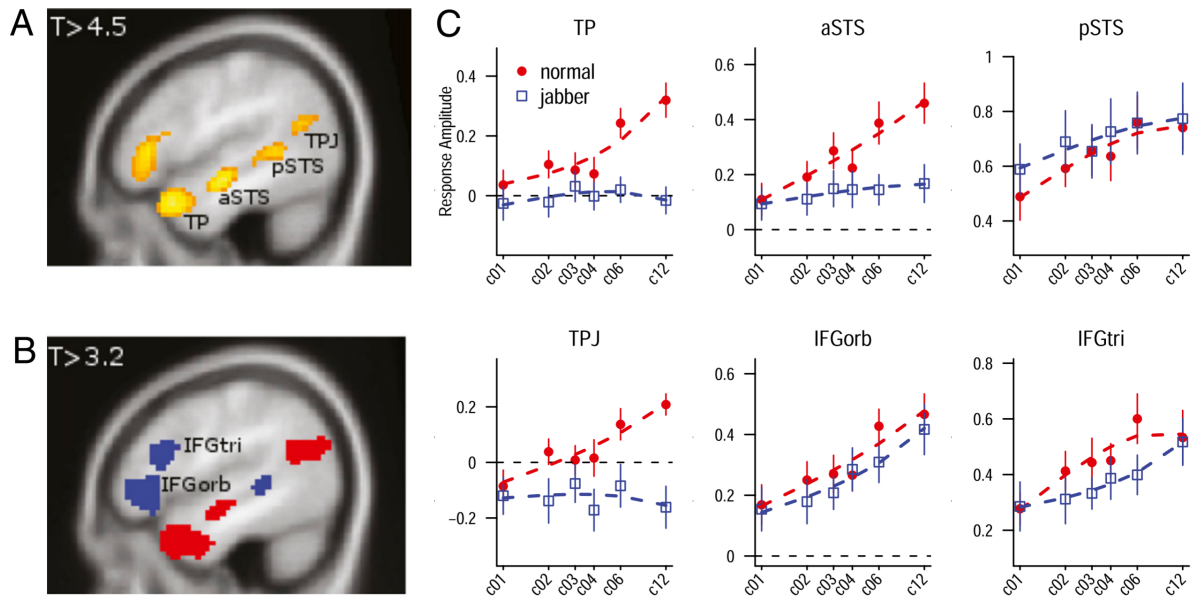 A
T>4.5
TPJ
pSTS
aSTS
TP
B
T>3.2
IFGtri
IFGorb
C
TP
Response Amplitude
0.4
0.2
0
normal
jabber
c01 c02 c03 c04 c06 c12
aSTS
0.6
0.4
0.2
0
c01 c02 c03 c04 c06 c12
pSTS
1
0.8
0.6
0.4
c01 c02 c03 c04 c06 c12
TPJ
0.2
0
−0.2
c01 c02 c03 c04 c06 c12
IFGorb
0.6
0.4
0.2
0
c01 c02 c03 c04 c06 c12
IFGtri
0.8
0.6
0.4
0.2
c01 c02 c03 c04 c06 c12